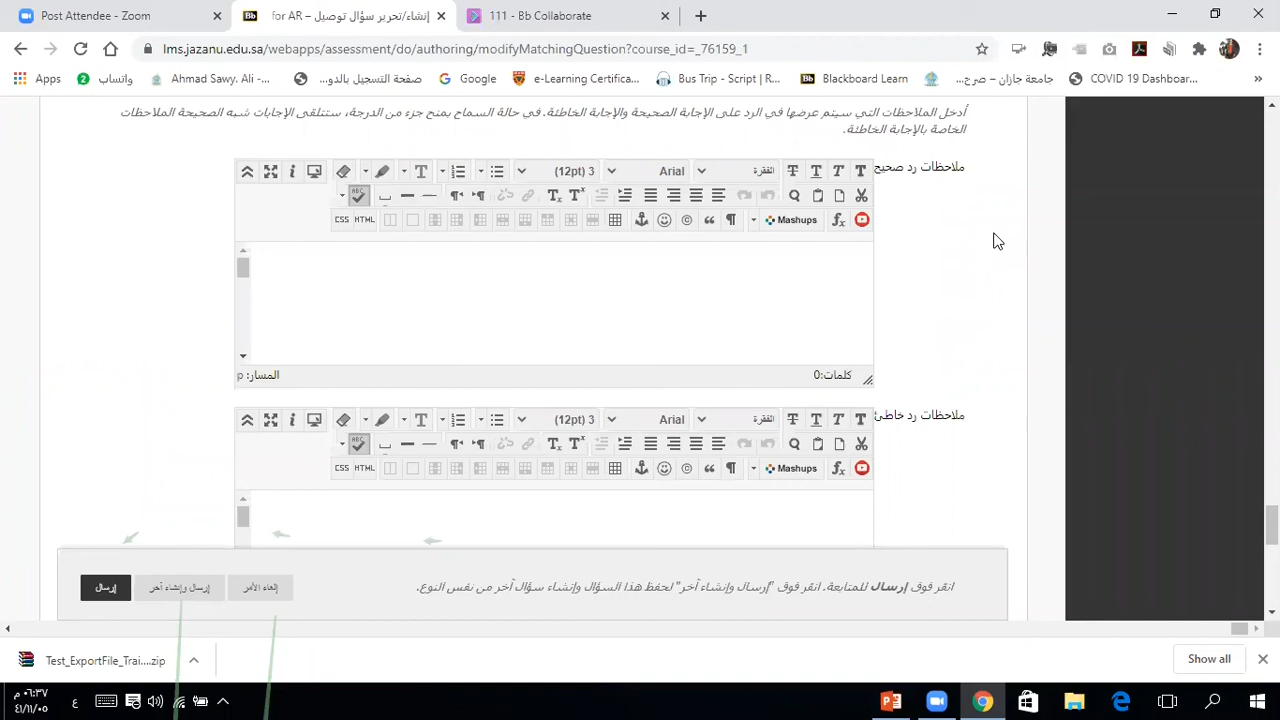 Post Attendee - Zoom
إنشاء/تحرير سؤال توصيل – for AR
111 - Bb Collaborate
lms.jazanu.edu.sa/webapps/assessment/do/authoring/modifyMatchingQuestion?course_id=_76159_1
Apps
واتساب
Ahmad Sawy. Ali -...
صفحة التسجيل بالدو...
Google
e-Learning Certifica...
Bus Trip - Script | R...
Blackboard Learn
جامعة جازان – صرح...
COVID 19 Dashboar...
أدخل الملاحظات التي سيتم عرضها في الرد على الإجابة الصحيحة والإجابة الخاطئة. في حالة السماح بمنح جزء من الدرجة، ستتلقى الإجابات شبه الصحيحة الملاحظات
الخاصة بالإجابة الخاطئة.
ملاحظات رد صحيح
الفقرة
Arial
3 (12pt)
Mashups
HTML CSS
كلمات:0
المسار: p
ملاحظات رد خاطئ
الفقرة
Arial
3 (12pt)
Mashups
HTML CSS
انقر فوق إرسال للمتابعة. انقر فوق "إرسال وإنشاء آخر" لحفظ هذا السؤال وإنشاء سؤال آخر من نفس النوع.
إلغاء الأمر
إرسال وإنشاء آخر
إرسال
Test_ExportFile_Trai....zip
Show all
٠٦:٣٧ م
ع